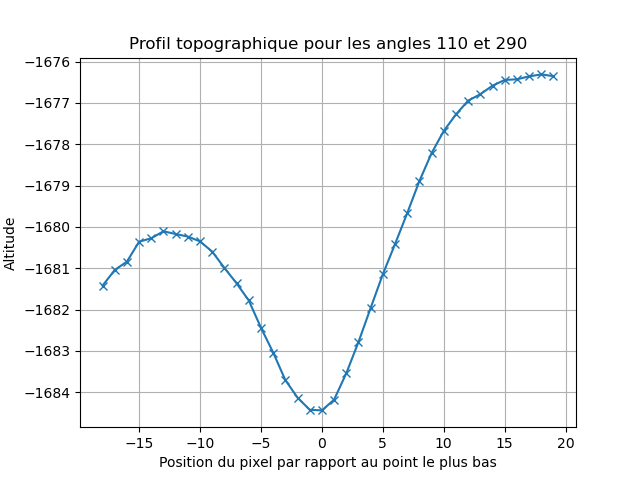 Profil topographique pour les angles 110 et 290
−1676
−1677
−1678
−1679
−1680
−1681
−1682
−1683
−1684
Altitude
−15 −10 −5 0 5 10 15 20
Position du pixel par rapport au point le plus bas